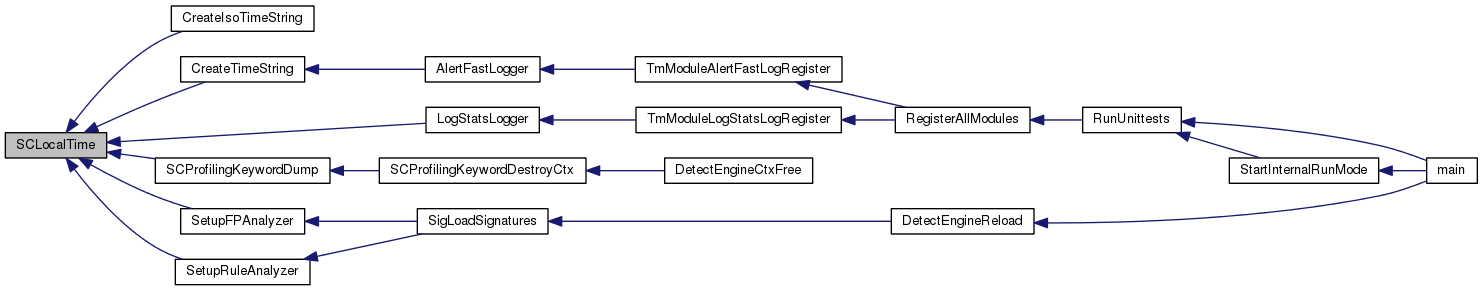 CreateIsoTimeString
CreateTimeString
AlertFastLogger
TmModuleAlertFastLogRegister
LogStatsLogger
TmModuleLogStatsLogRegister
RegisterAllModules
RunUnittests
SCLocalTime
SCProfilingKeywordDump
SCProfilingKeywordDestroyCtx
DetectEngineCtxFree
StartInternalRunMode
main
SetupFPAnalyzer
SigLoadSignatures
DetectEngineReload
SetupRuleAnalyzer